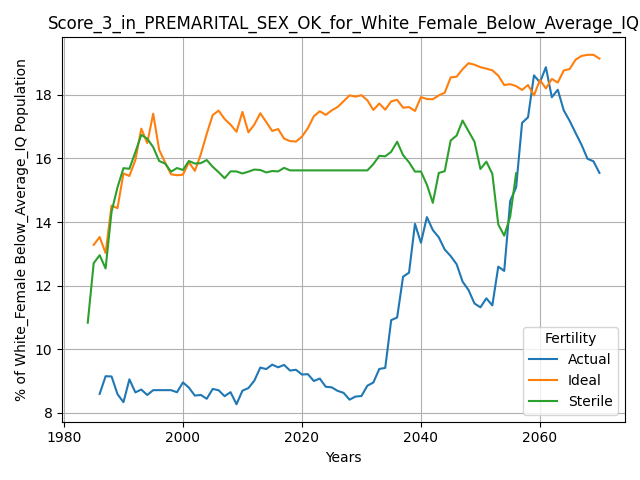 Score_3_in_PREMARITAL_SEX_OK_for_White_Female_Below_Average_IQ
% of White_Female Below_Average_IQ Population
18
16
14
12
10
8
1980
2000
2020
2040
2060
Years
Fertility
Actual
Ideal
Sterile